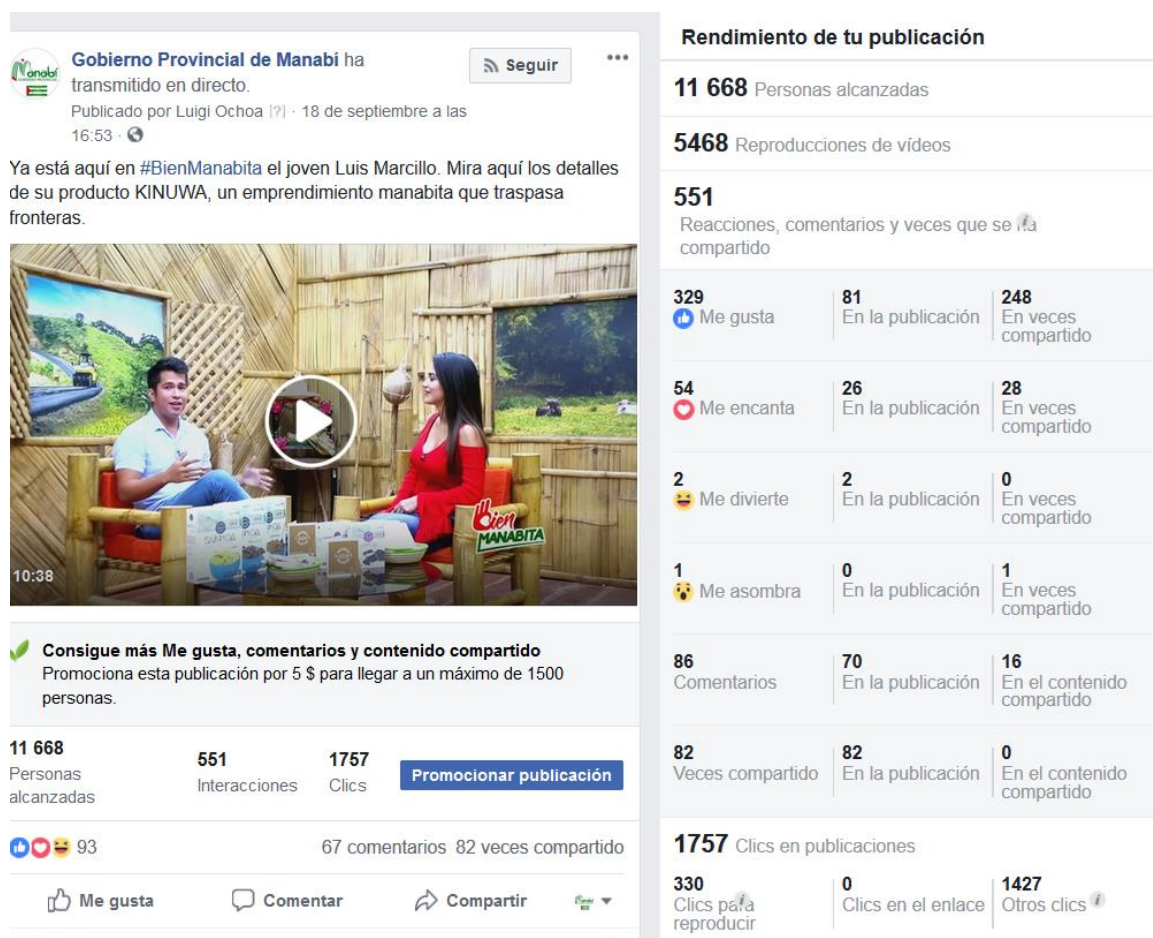 Gobierno Provincial de Manabí ha
transmitido en directo.
Publicado por Luigi Ochoa [?] · 18 de septiembre a las
16:53 ·
Seguir
Manabí
Ya está aquí en #BienManabita el joven Luis Marcillo. Mira aquí los detalles
de su producto KINUWA, un emprendimiento manabita que traspasa
fronteras.
QUINOA
Bien
MANABITA
10:38
Consigue más Me gusta, comentarios y contenido compartido
Promociona esta publicación por 5 $ para llegar a un máximo de 1500
personas.
11 668
Personas
alcanzadas
551
Interacciones
1757
Clics
Promocionar publicación
93
67 comentarios 82 veces compartido
Me gusta
Comentar
Compartir
Rendimiento de tu publicación
11 668 Personas alcanzadas
5468 Reproducciones de vídeos
551
Reacciones, comentarios y veces que se ha
compartido
329
Me gusta
81
En la publicación
248
En veces
compartido
54
Me encanta
26
En la publicación
28
En veces
compartido
2
Me divierte
2
En la publicación
0
En veces
compartido
1
Me asombra
0
En la publicación
1
En veces
compartido
86
Comentarios
70
En la publicación
16
En el contenido
compartido
82
Veces compartido
82
En la publicación
0
En el contenido
compartido
1757 Clics en publicaciones
330
Clics para
reproducir
0
Clics en el enlace
1427
Otros clics